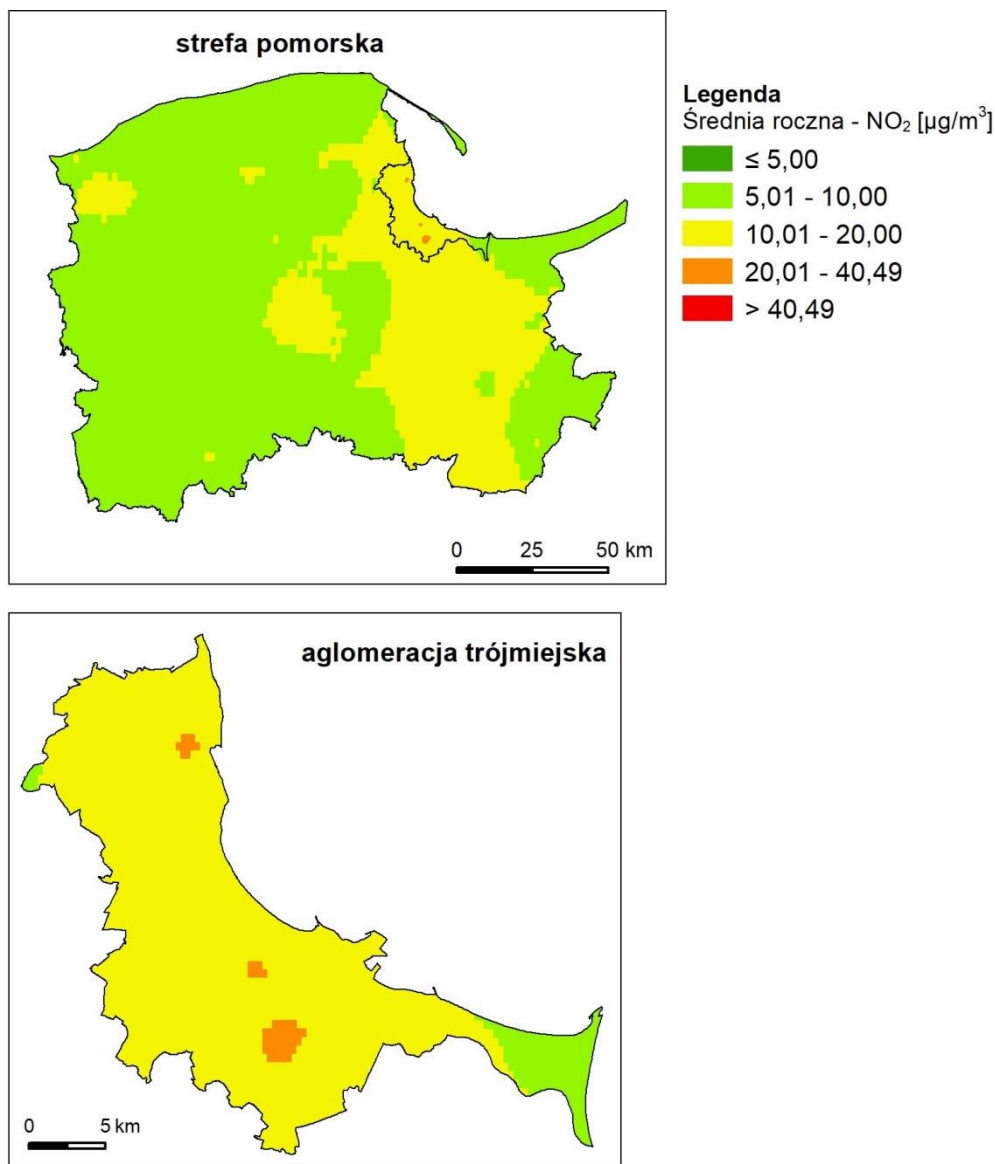 strefa pomorska
Legenda
Średnia roczna - NO₂ [µg/m³]
≤ 5,00
5,01 - 10,00
10,01 - 20,00
20,01 - 40,49
> 40,49
0 25 50 km
aglomeracja trójmiejska
0 5 km